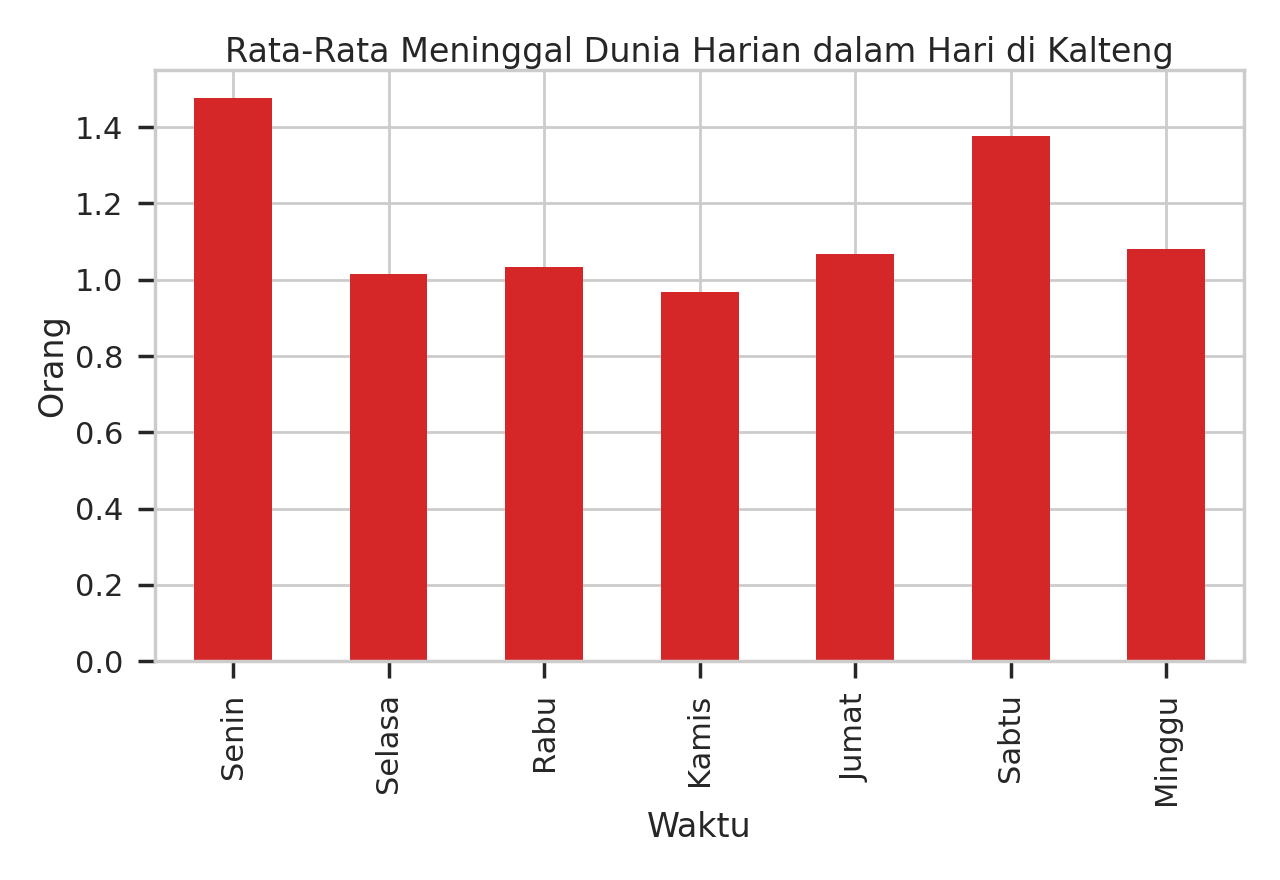 Rata-Rata Meninggal Dunia Harian dalam Hari di Kalteng
Orang
1.4
1.2
1.0
0.8
0.6
0.4
0.2
0.0
Senin
Selasa
Rabu
Kamis
Jumat
Sabtu
Minggu
Waktu